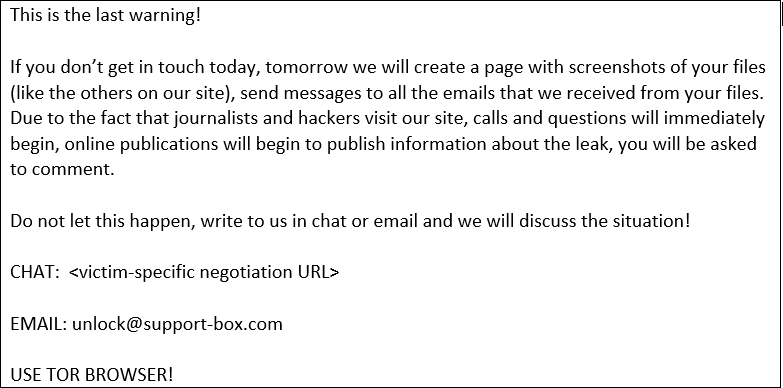 This is the last warning!
If you don’t get in touch today, tomorrow we will create a page with screenshots of your files
(like the others on our site), send messages to all the emails that we received from your files.
Due to the fact that journalists and hackers visit our site, calls and questions will immediately
begin, online publications will begin to publish information about the leak, you will be asked
to comment.
Do not let this happen, write to us in chat or email and we will discuss the situation!
CHAT:  <victim-specific negotiation URL>
EMAIL: unlock@support-box.com
USE TOR BROWSER!